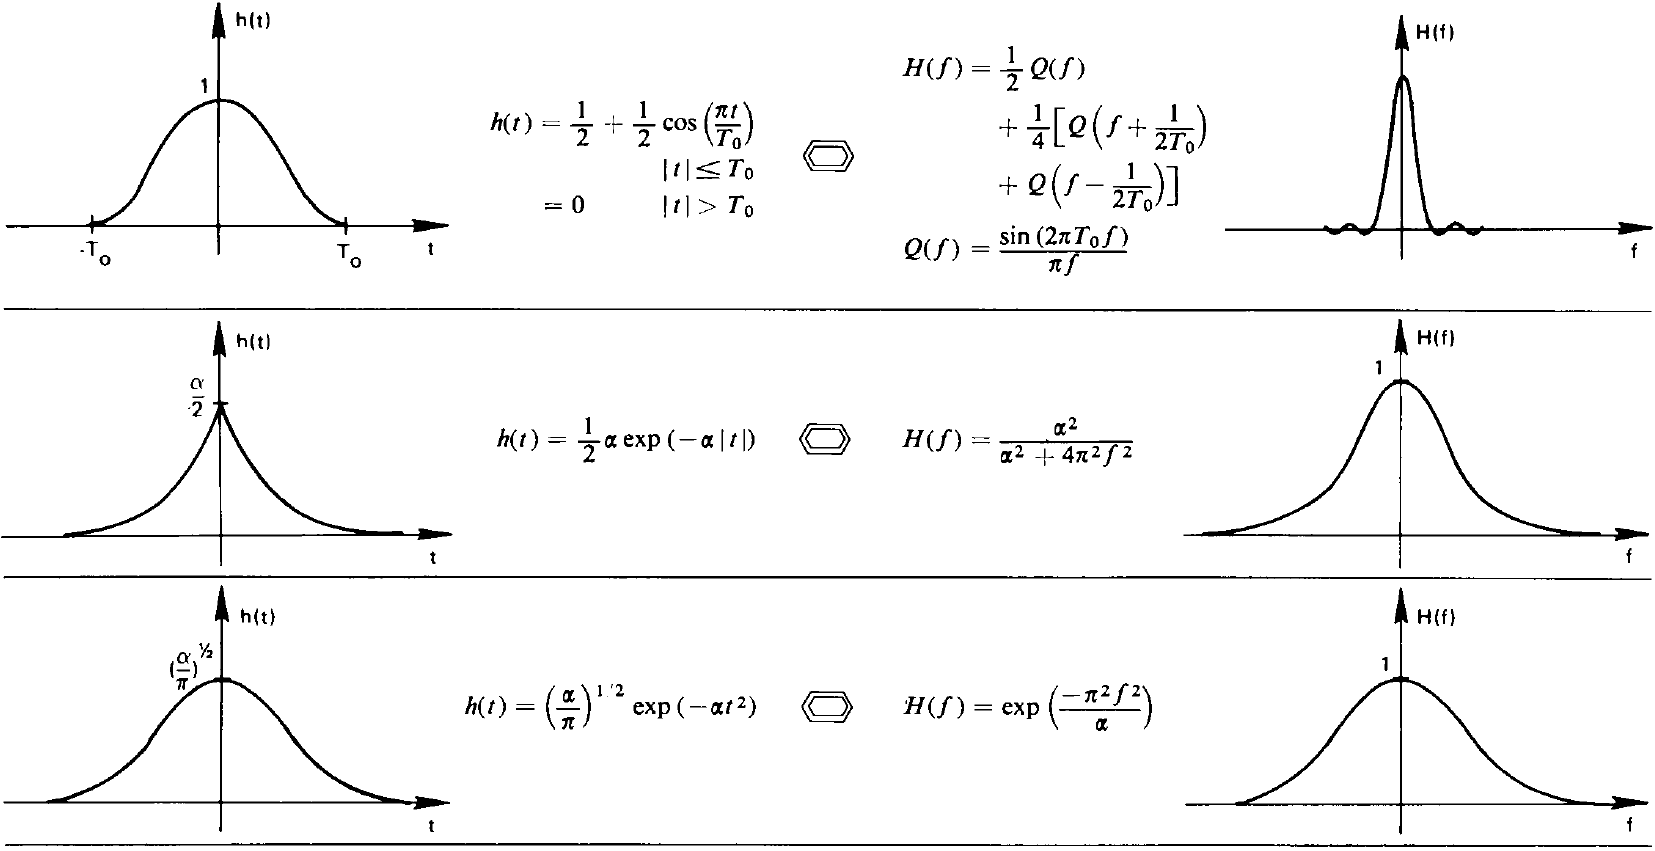 h(t)
1
-T₀
T₀
t
h(t) = 1/2 + 1/2 cos (πt/T₀)
|t| ≤ T₀
= 0 |t| > T₀
H(f) = 1/2 Q(f)
+ 1/4 [Q (f + 1/2T₀)
+ Q (f − 1/2T₀)]
Q(f) = sin (2πT₀f)/πf
H(f)
f
h(t)
α/2
t
h(t) = 1/2 α exp (−α|t|)
H(f) = α²/α² + 4π²f²
H(f)
1
f
h(t)
(α/π)^½
t
h(t) = (α/π)^1/2 exp (−αt²)
H(f) = exp (−π²f²/α)
H(f)
1
f